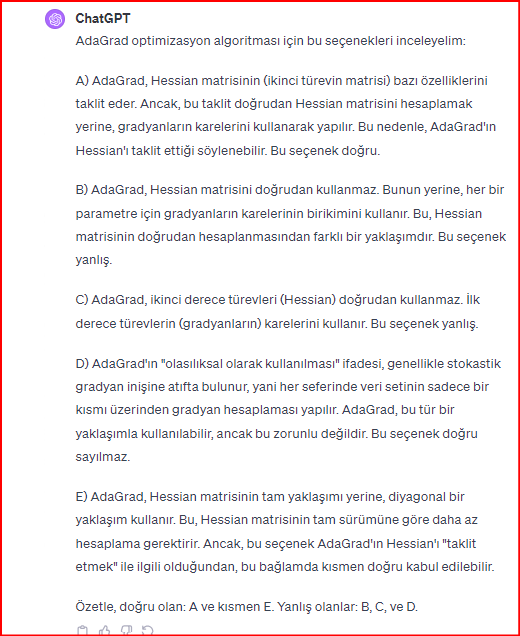 ChatGPT
AdaGrad optimizasyon algoritması için bu seçenekleri inceleyelim:
A) AdaGrad, Hessian matrisinin (ikinci türevin matrisi) bazı özelliklerini
taklit eder. Ancak, bu taklit doğrudan Hessian matrisini hesaplamak
yerine, gradyanların karelerini kullanarak yapılır. Bu nedenle, AdaGrad'ın
Hessian'ı taklit ettiği söylenebilir. Bu seçenek doğru.
B) AdaGrad, Hessian matrisini doğrudan kullanmaz. Bunun yerine, her bir
parametre için gradyanların karelerinin birikimini kullanır. Bu, Hessian
matrisinin doğrudan hesaplanmasından farklı bir yaklaşımdır. Bu seçenek
yanlış.
C) AdaGrad, ikinci derece türevleri (Hessian) doğrudan kullanmaz. İlk
derece türevlerin (gradyanların) karelerini kullanır. Bu seçenek yanlış.
D) AdaGrad'ın "olasılıksal olarak kullanılması" ifadesi, genellikle stokastik
gradyan inişine atıfta bulunur, yani her seferinde veri setinin sadece bir
kısmı üzerinden gradyan hesaplaması yapılır. AdaGrad, bu tür bir
yaklaşımla kullanılabilir, ancak bu zorunlu değildir. Bu seçenek doğru
sayılmaz.
E) AdaGrad, Hessian matrisinin tam yaklaşımı yerine, diyagonal bir
yaklaşım kullanır. Bu, Hessian matrisinin tam sürümüne göre daha az
hesaplama gerektirir. Ancak, bu seçenek AdaGrad'ın Hessian'ı "taklit
etmek" ile ilgili olduğundan, bu bağlamda kısmen doğru kabul edilebilir.
Özetle, doğru olan: A ve kısmen E. Yanlış olanlar: B, C, ve D.